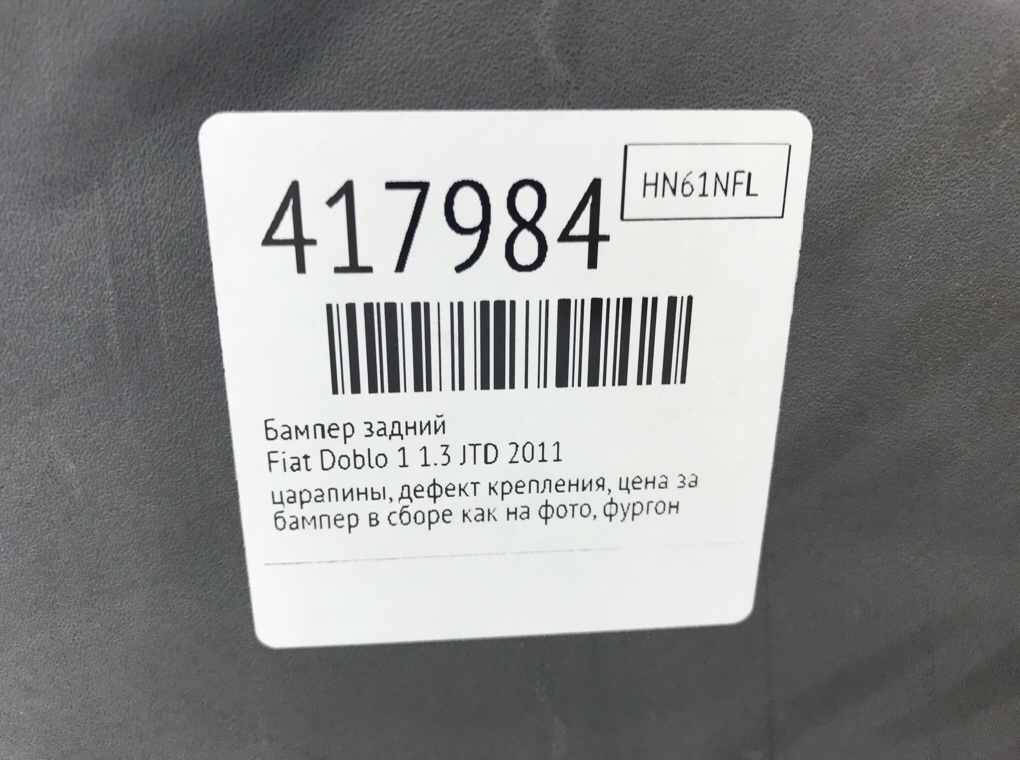 HN61NFL
417984
Бампер задний
Fiat Doblo 1 1.3 JTD 2011
царапины, дефект крепления, цена за
бампер в сборе как на фото, фургон